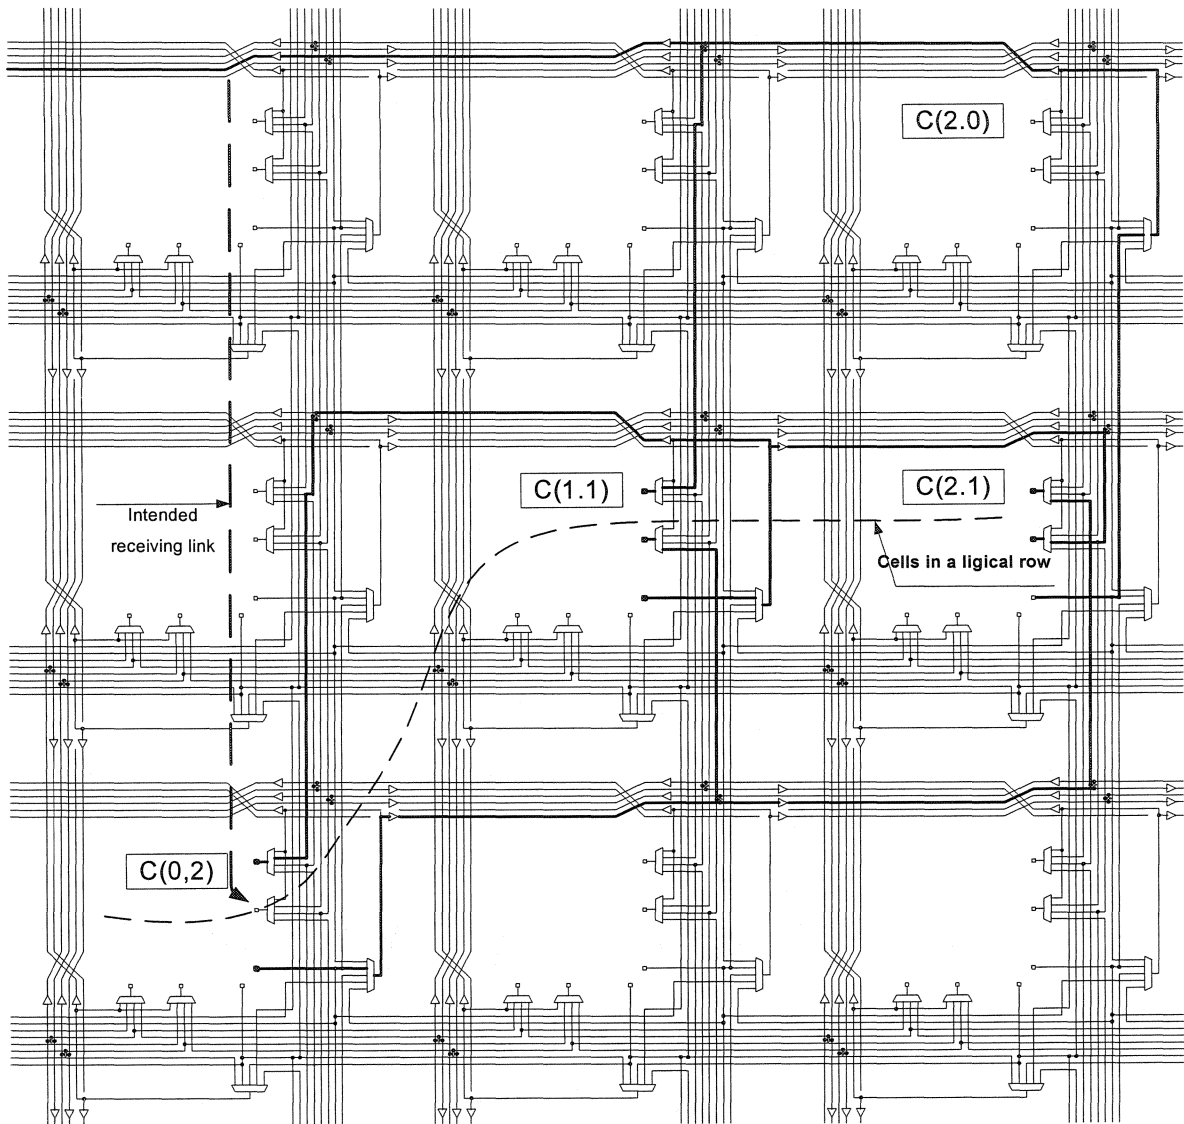 C(2.0)
C(1.1)
C(2.1)
Intended
receiving link
Cells in a ligical row
C(0,2)